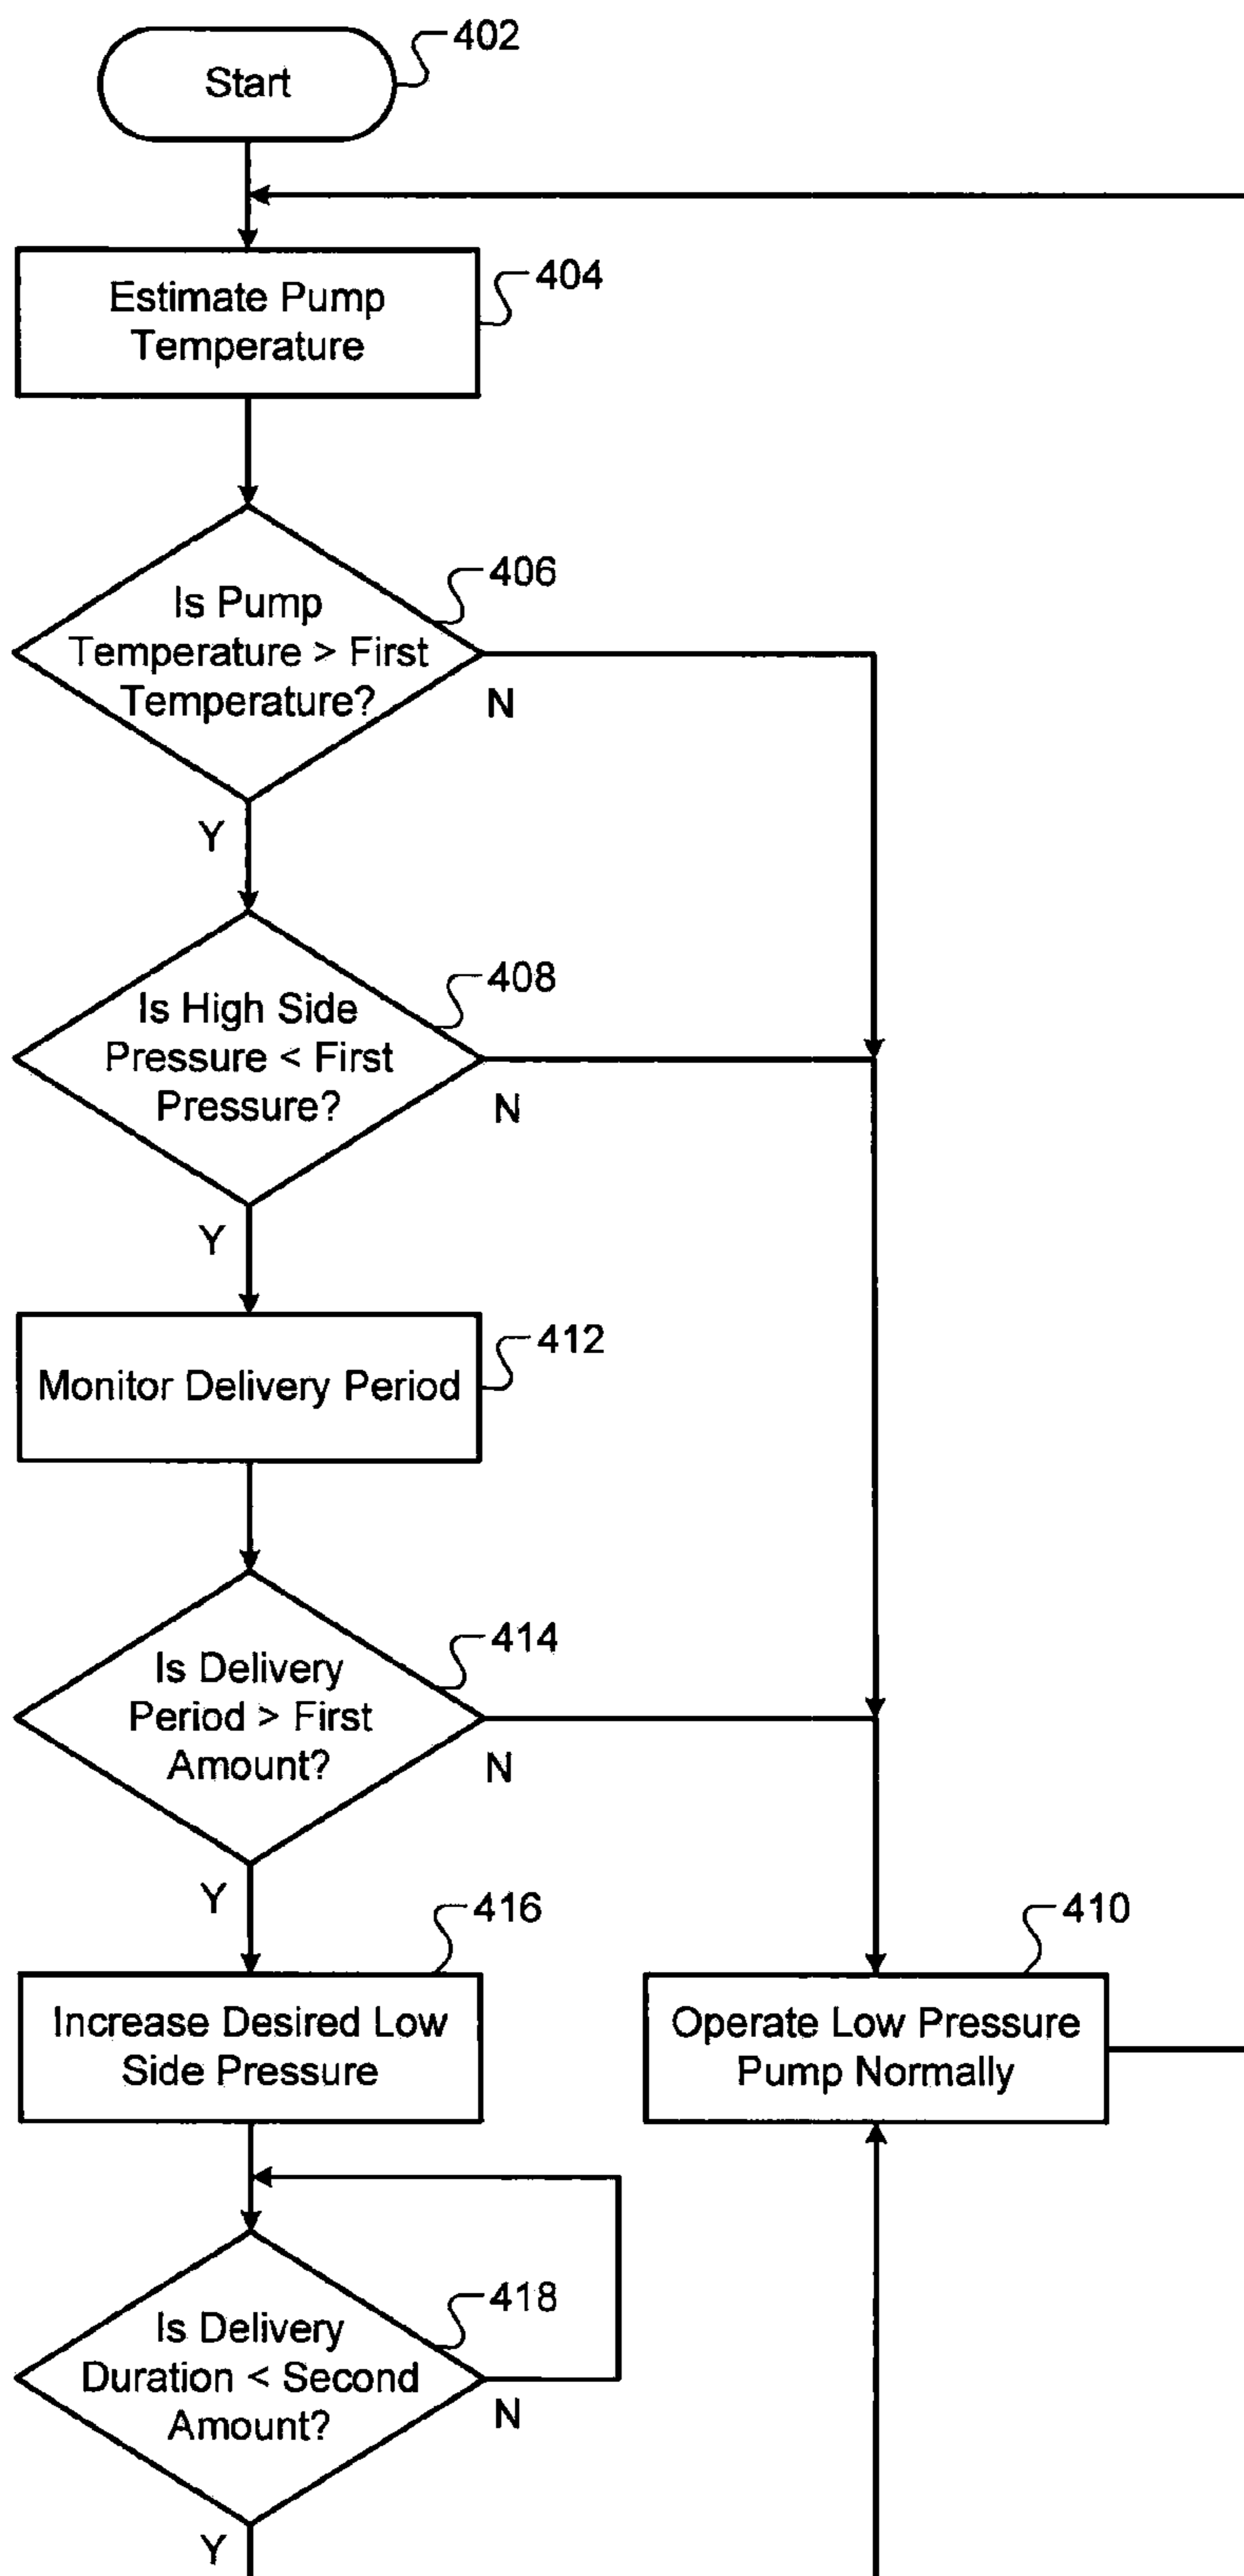 Start
402
Estimate Pump
Temperature
404
Is Pump
Temperature > First
Temperature?
406
N
Y
Is High Side
Pressure < First
Pressure?
408
N
Y
Monitor Delivery Period
412
Is Delivery
Period > First
Amount?
414
N
Y
Increase Desired Low
Side Pressure
416
Operate Low Pressure
Pump Normally
410
Is Delivery
Duration < Second
Amount?
418
N
Y